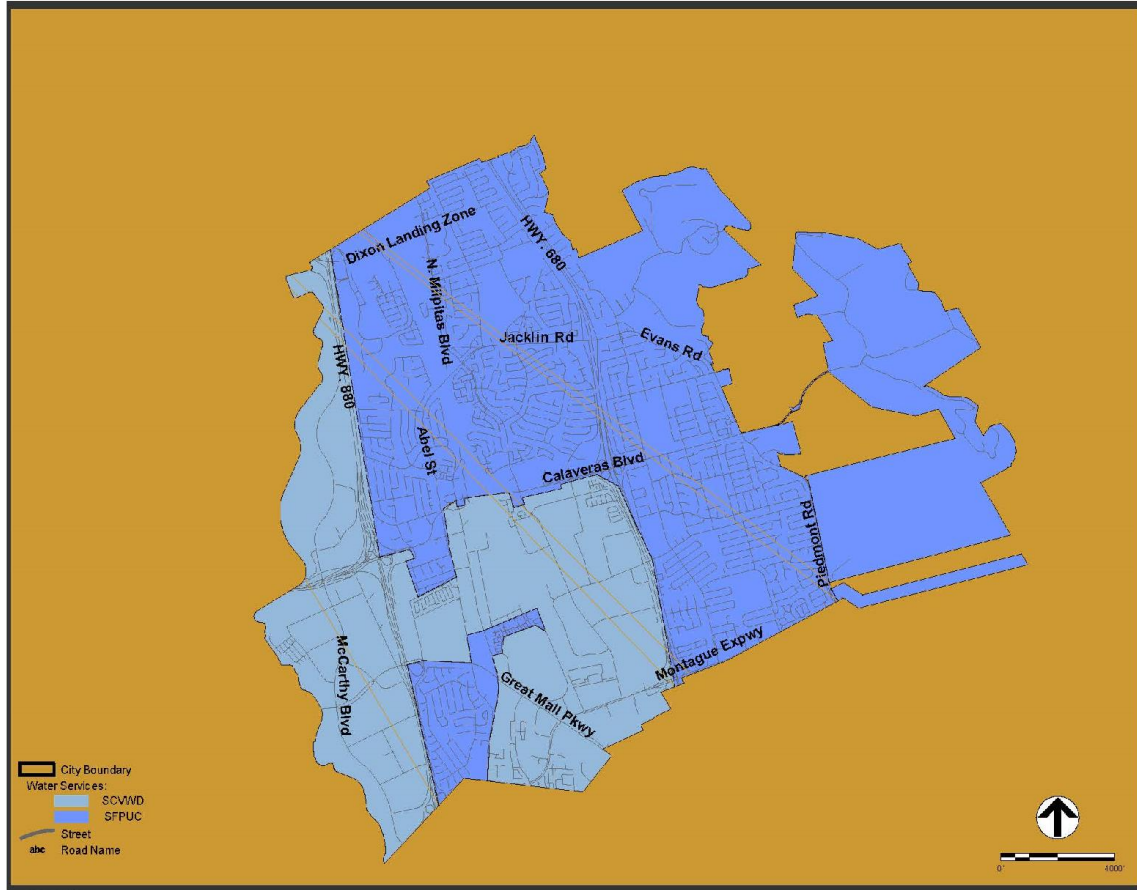 Dixon Landing Zone
HWY. 680
N. Milpitas Blvd
Jacklin Rd
Evans Rd
HWY. 880
Abel St
Calaveras Blvd
Piedmont Rd
Montague Expwy
McCarthy Blvd
Great Mall Pkwy
City Boundary
Water Services:
SCVWD
SFPUC
Street
abc Road Name
0' 4000'